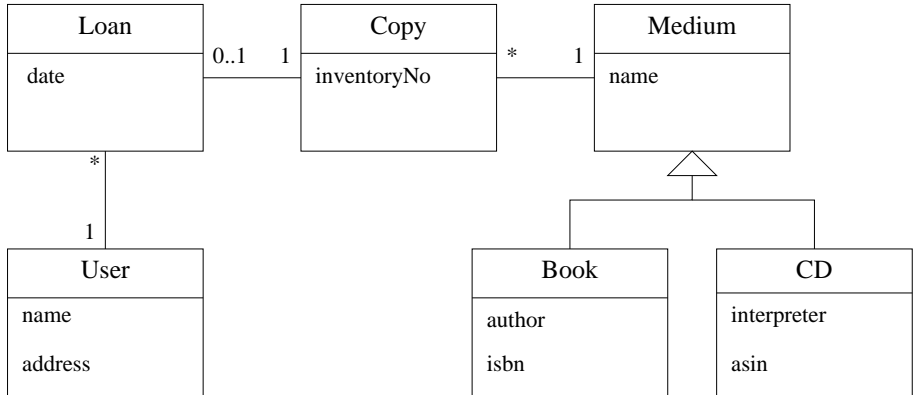 Loan
date
0..1
1
Copy
inventoryNo
*
1
Medium
name
*
1
User
name
address
Book
author
isbn
CD
interpreter
asin